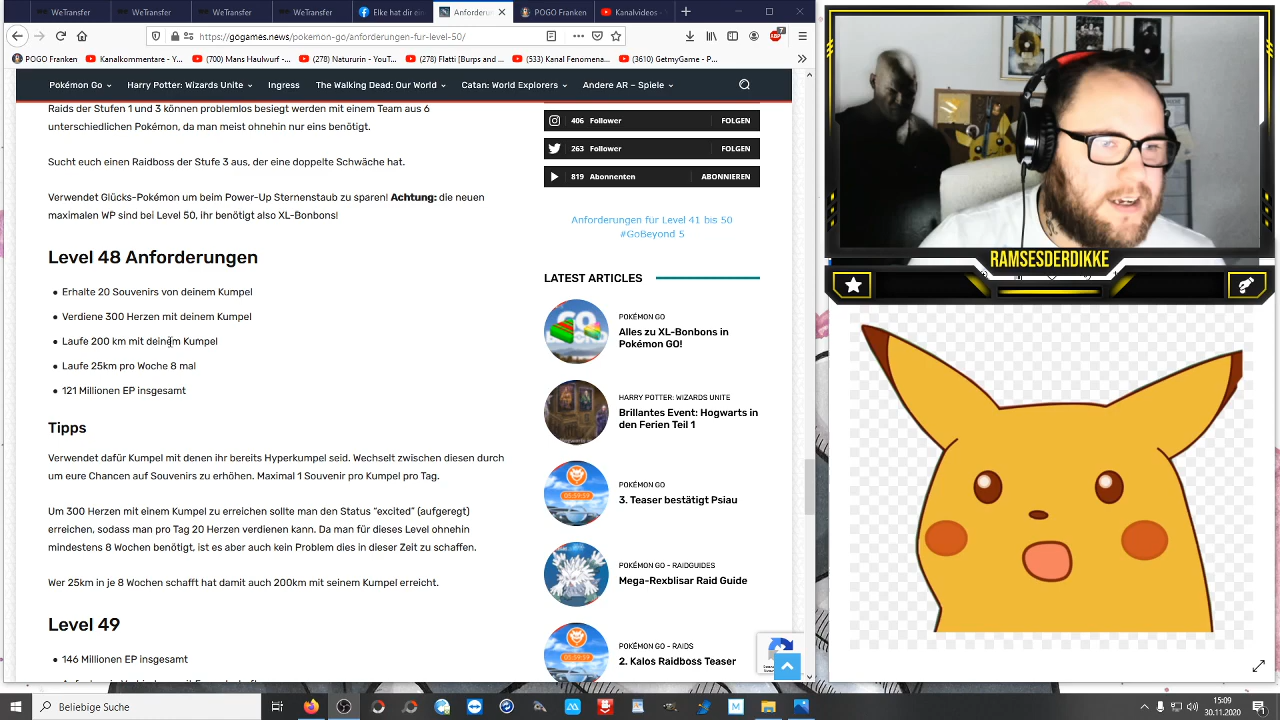 WeTransfer
WeTransfer
WeTransfer
WeTransfer
Elke Häusler ein
Anforderun
POGO Franken
Kanalvideos -
https://gogames.news/pokemon-go/anforderungen-fur-level-50/
POGO Franken
Kanalkommentare - Y...
(700) Mans Haulwurf -...
(278) Natururin - YouT...
(278) Flatti [Burps and ...
(533) Kanal Fenomena...
(3610) GetmyGame - P...
Pokémon Go
Harry Potter: Wizards Unite
Ingress
The Walking Dead: Our World
Catan: World Explorers
Andere AR – Spiele
Raids der Stufen 1 und 3 können problemlos besiegt werden mit einem Team aus 6
unterschiedlichen Pokémon, da man meist ohnehin nur eins benötigt.
Sucht euch einen Raidboss der Stufe 3 aus, der eine doppelte Schwäche hat.
Verwendet Glücks-Pokémon um beim Power-Up Sternenstaub zu sparen! Achtung: die neuen
maximalen WP sind bei Level 50, ihr benötigt also XL-Bonbons!
Level 48 Anforderungen
Erhalte 20 Souvenirs von deinem Kumpel
Verdiene 300 Herzen mit deinem Kumpel
Laufe 200 km mit deinem Kumpel
Laufe 25km pro Woche 8 mal
121 Millionen EP insgesamt
Tipps
Verwendet dafür Kumpel mit denen ihr bereits Hyperkumpel seid. Wechselt zwischen diesen durch
um eure Chancen auf Souvenirs zu erhöhen. Maximal 1 Souvenir pro Kumpel pro Tag.
Um 300 Herzen mit einem Kumpel zu erreichen sollte man den Status "excited" (aufgeregt)
erreichen, sodass man pro Tag 20 Herzen verdienen kann. Da man für dieses Level ohnehin
mindestens 8 Wochen benötigt, ist es aber auch kein Problem dies in dieser Zeit zu schaffen.
Wer 25km in je 8 Wochen schafft hat damit auch 200km mit seinem Kumpel erreicht.
Level 49
146 Millionen EP insgesamt
406 Follower FOLGEN
263 Follower FOLGEN
819 Abonnenten ABONNIEREN
Anforderungen für Level 41 bis 50
#GoBeyond 5
LATEST ARTICLES
POKÉMON GO
Alles zu XL-Bonbons in
Pokémon GO!
HARRY POTTER: WIZARDS UNITE
Brillantes Event: Hogwarts in
den Ferien Teil 1
POKÉMON GO
3. Teaser bestätigt Psiau
POKÉMON GO - RAIDGUIDES
Mega-Rexblisar Raid Guide
POKÉMON GO - RAIDS
2. Kalos Raidboss Teaser
RAMSESDERDIKKE
Beliebige Suche
15:09
30.11.2020